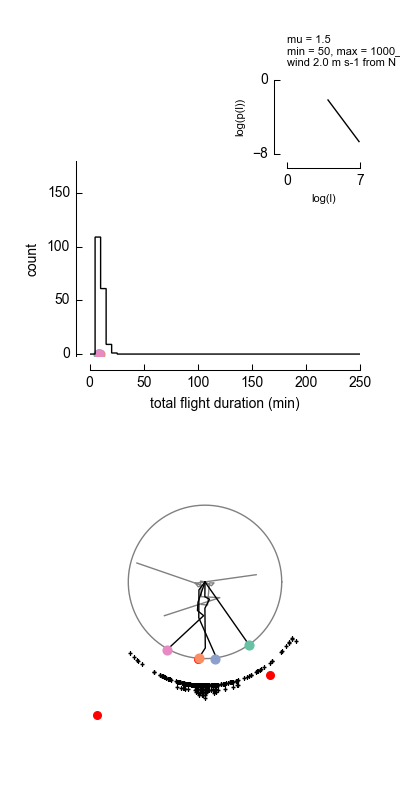 mu = 1.5
min = 50, max = 1000_
wind 2.0 m s-1 from N
0
log(p(l))
−8
0
7
log(l)
150
100
50
0
count
0
50
100
150
200
250
total flight duration (min)